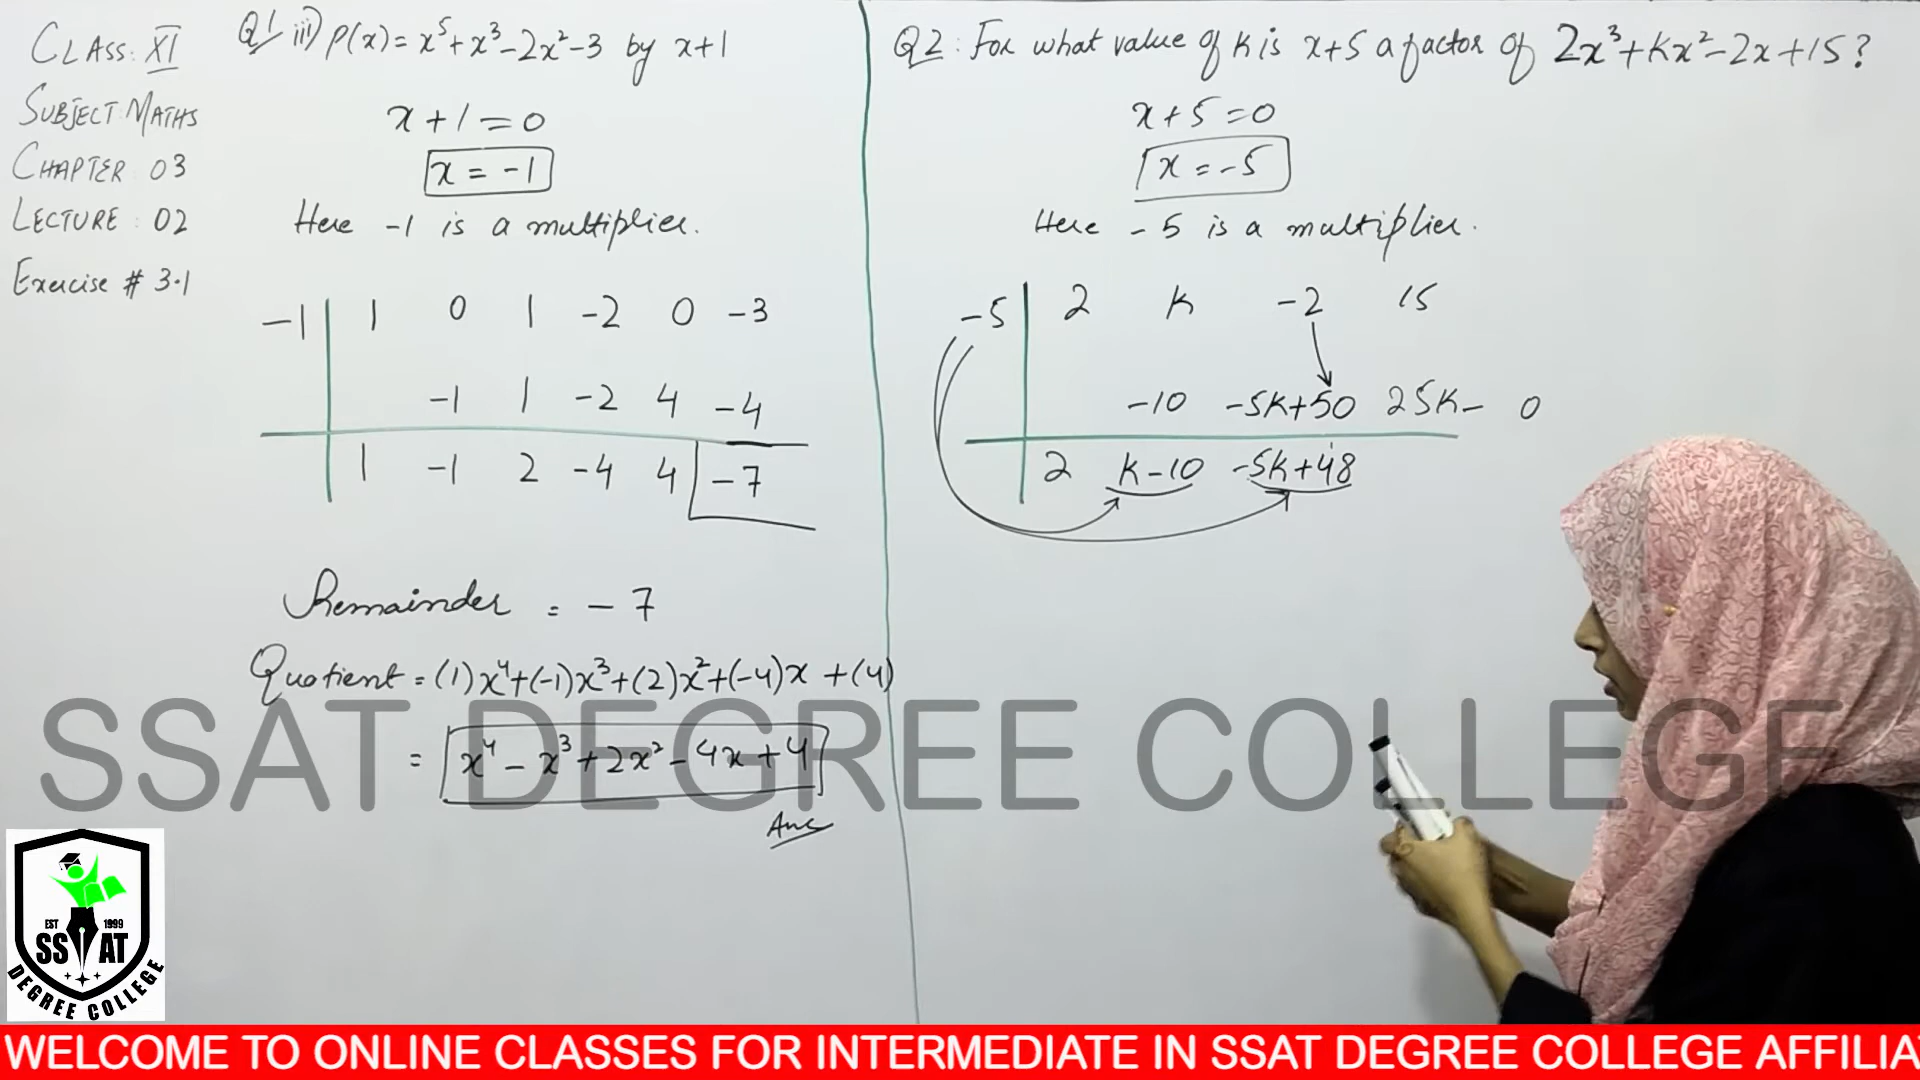 CLASS: XI
SUBJECT: MATHS
CHAPTER 03
LECTURE : 02
Exercise # 3.1
Q1 iii) P(x) = x⁵+x³-2x²-3 by x+1
x+1=0
x = -1
Here -1 is a multiplier.
-1 | 1 0 1 -2 0 -3
-1 1 -2 4 -4
1 -1 2 -4 4 -7
Remainder = -7
Quotient = (1)x⁴+(-1)x³+(2)x²+(-4)x+(4)
= x⁴-x³+2x²-4x+4
Ans
Q2: For what value of k is x+5 a factor of 2x³+kx²-2x+15?
x+5=0
x = -5
Here -5 is a multiplier.
-5 | 2 k -2 15
-10 -5k+50 25k- 0
2 k-10 -5k+48
SSAT DEGREE COLLEGE
EST 1999
SSAT
DEGREE COLLEGE
WELCOME TO ONLINE CLASSES FOR INTERMEDIATE IN SSAT DEGREE COLLEGE AFFILIA